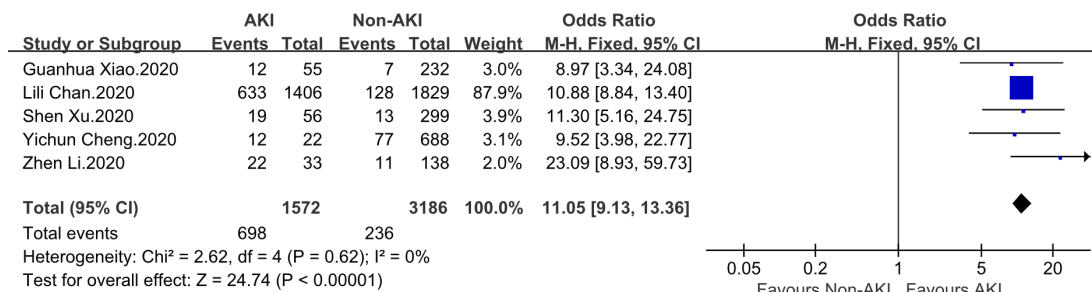 AKI Non-AKI Odds Ratio Odds Ratio
Study or Subgroup Events Total Events Total Weight M-H, Fixed, 95% CI M-H, Fixed, 95% CI
Guanhua Xiao.2020 12 55 7 232 3.0% 8.97 [3.34, 24.08]
Lili Chan.2020 633 1406 128 1829 87.9% 10.88 [8.84, 13.40]
Shen Xu.2020 19 56 13 299 3.9% 11.30 [5.16, 24.75]
Yichun Cheng.2020 12 22 77 688 3.1% 9.52 [3.98, 22.77]
Zhen Li.2020 22 33 11 138 2.0% 23.09 [8.93, 59.73]
Total (95% CI) 1572 3186 100.0% 11.05 [9.13, 13.36]
Total events 698 236
Heterogeneity: Chi² = 2.62, df = 4 (P = 0.62); I² = 0%
Test for overall effect: Z = 24.74 (P < 0.00001)
0.05 0.2 1 5 20
Favours Non-AKI Favours AKI